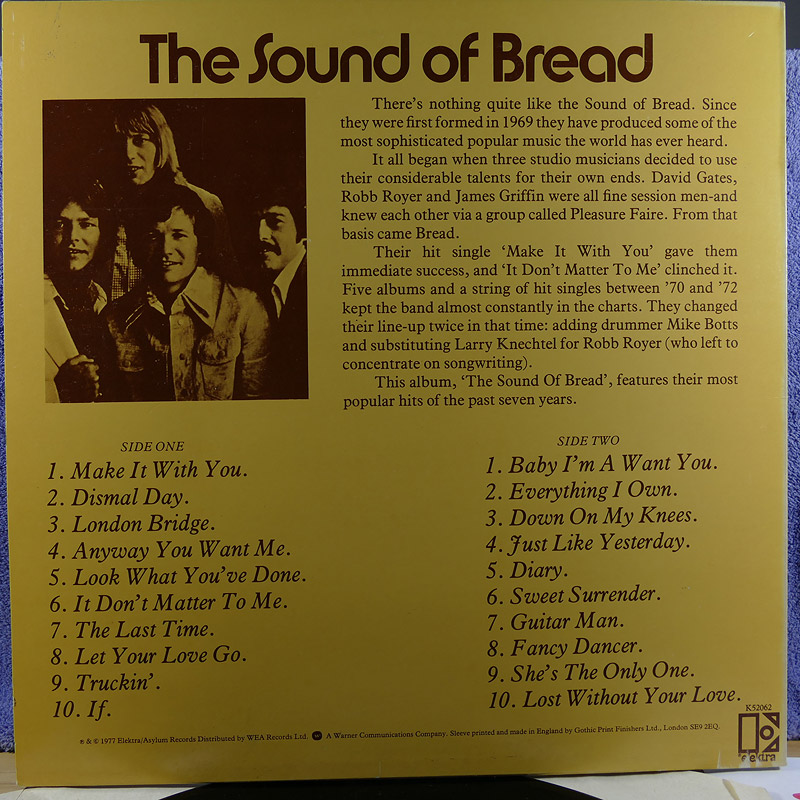 The Sound of Bread
There's nothing quite like the Sound of Bread. Since
they were first formed in 1969 they have produced some of the
most sophisticated popular music the world has ever heard.
It all began when three studio musicians decided to use
their considerable talents for their own ends. David Gates,
Robb Royer and James Griffin were all fine session men-and
knew each other via a group called Pleasure Faire. From that
basis came Bread.
Their hit single 'Make It With You' gave them
immediate success, and 'It Don't Matter To Me' clinched it.
Five albums and a string of hit singles between '70 and '72
kept the band almost constantly in the charts. They changed
their line-up twice in that time: adding drummer Mike Botts
and substituting Larry Knechtel for Robb Royer (who left to
concentrate on songwriting).
This album, 'The Sound Of Bread', features their most
popular hits of the past seven years.
SIDE ONE
1. Make It With You.
2. Dismal Day.
3. London Bridge.
4. Anyway You Want Me.
5. Look What You've Done.
6. It Don't Matter To Me.
7. The Last Time.
8. Let Your Love Go.
9. Truckin'.
10. If.
SIDE TWO
1. Baby I'm A Want You.
2. Everything I Own.
3. Down On My Knees.
4. Just Like Yesterday.
5. Diary.
6. Sweet Surrender.
7. Guitar Man.
8. Fancy Dancer.
9. She's The Only One.
10. Lost Without Your Love.
K52062
℗ & © 1977 Elektra/Asylum Records Distributed by WEA Records Ltd. A Warner Communications Company. Sleeve printed and made in England by Gothic Print Finishers Ltd., London SE9 2EQ.
elektra